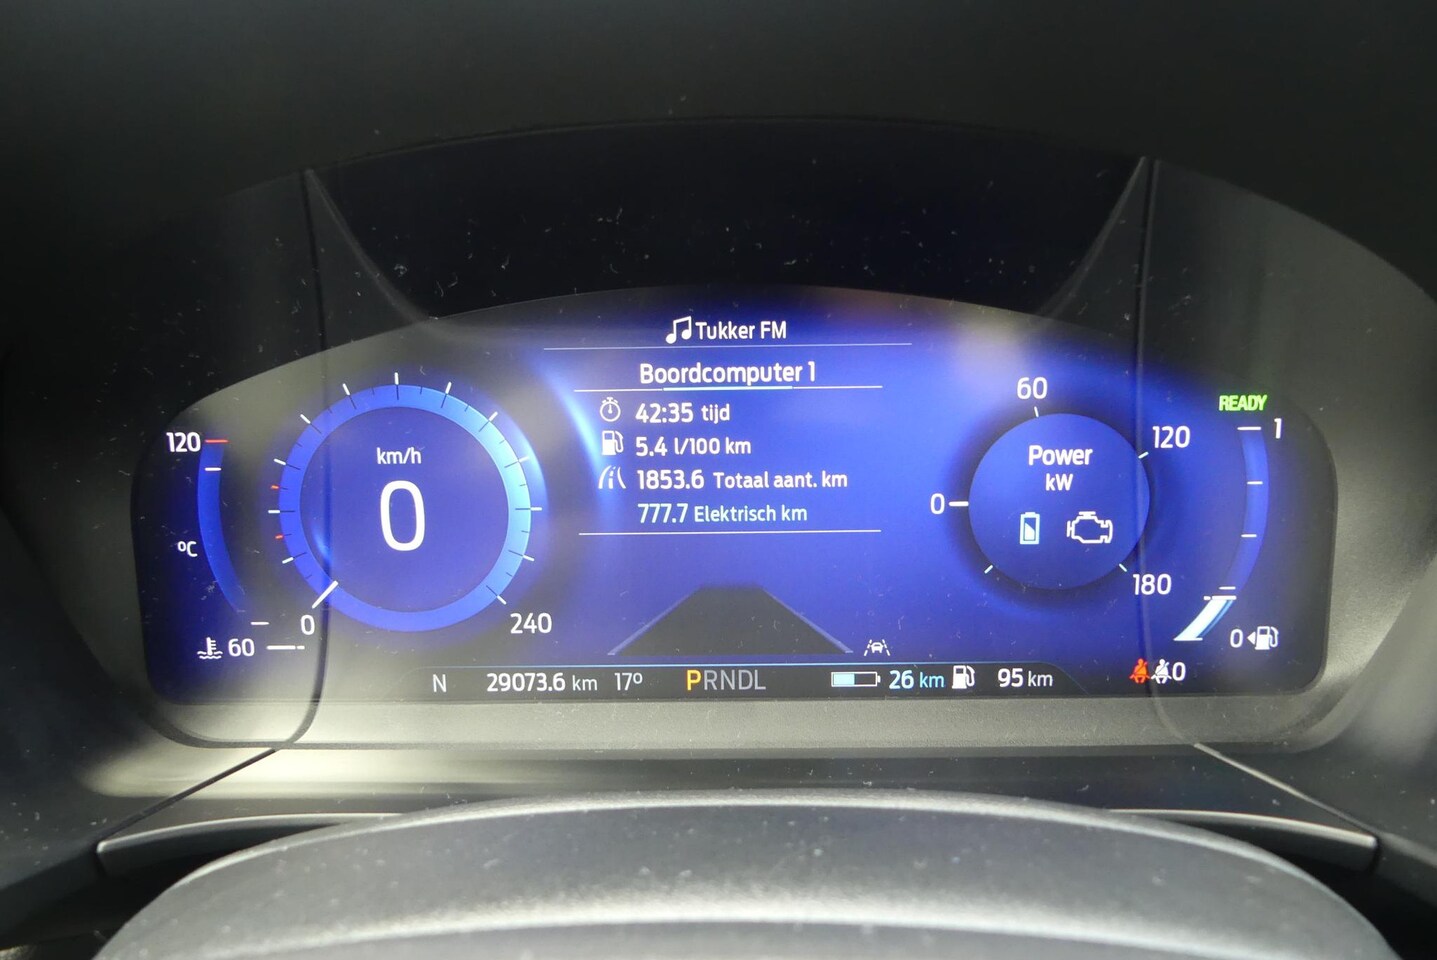 Tukker FM
Boordcomputer 1
42:35 tijd
5.4 l/100 km
1853.6 Totaal aant. km
777.7 Elektrisch km
120
ºC
60
km/h
0
0
240
Power
kW
0
60
120
180
READY
1
0
N 29073.6 km 17º PRNDL 26 km 95 km 0